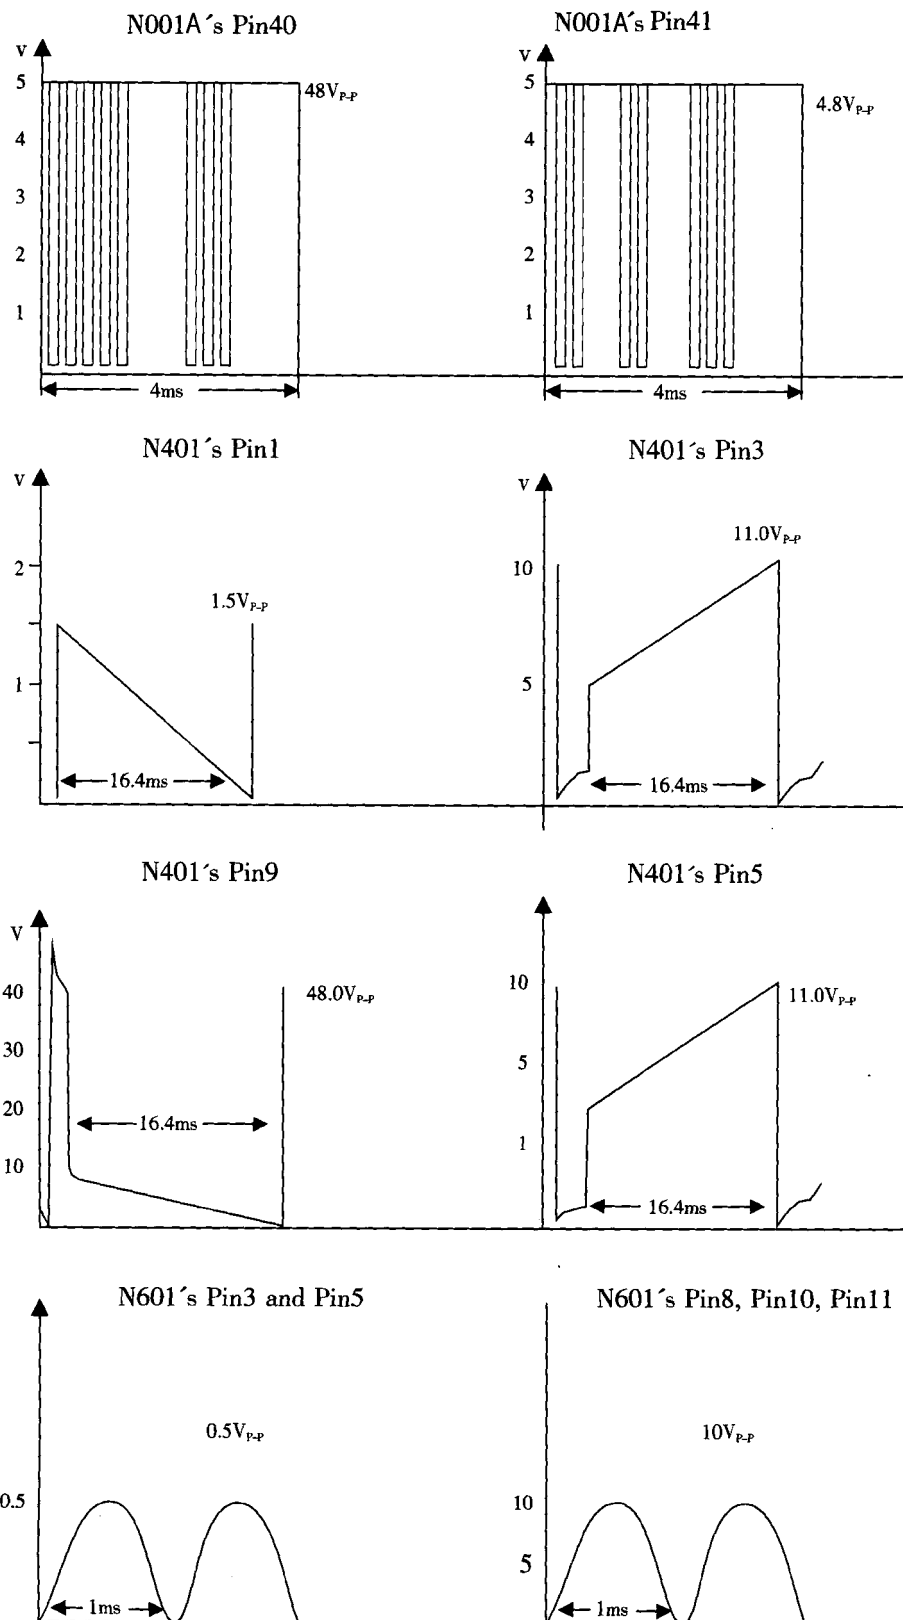 N001A´s Pin40
N001A´s Pin41
v
5
4
3
2
1
48V P-P
4ms
v
5
4
3
2
1
4.8V P-P
4ms
N401´s Pin1
N401´s Pin3
v
2
1
1.5V P-P
16.4ms
v
10
5
11.0V P-P
16.4ms
N401´s Pin9
N401´s Pin5
V
40
30
20
10
48.0V P-P
16.4ms
10
5
1
11.0V P-P
16.4ms
N601´s Pin3 and Pin5
N601´s Pin8, Pin10, Pin11
0.5V P-P
0.5
1ms
10V P-P
10
5
1ms